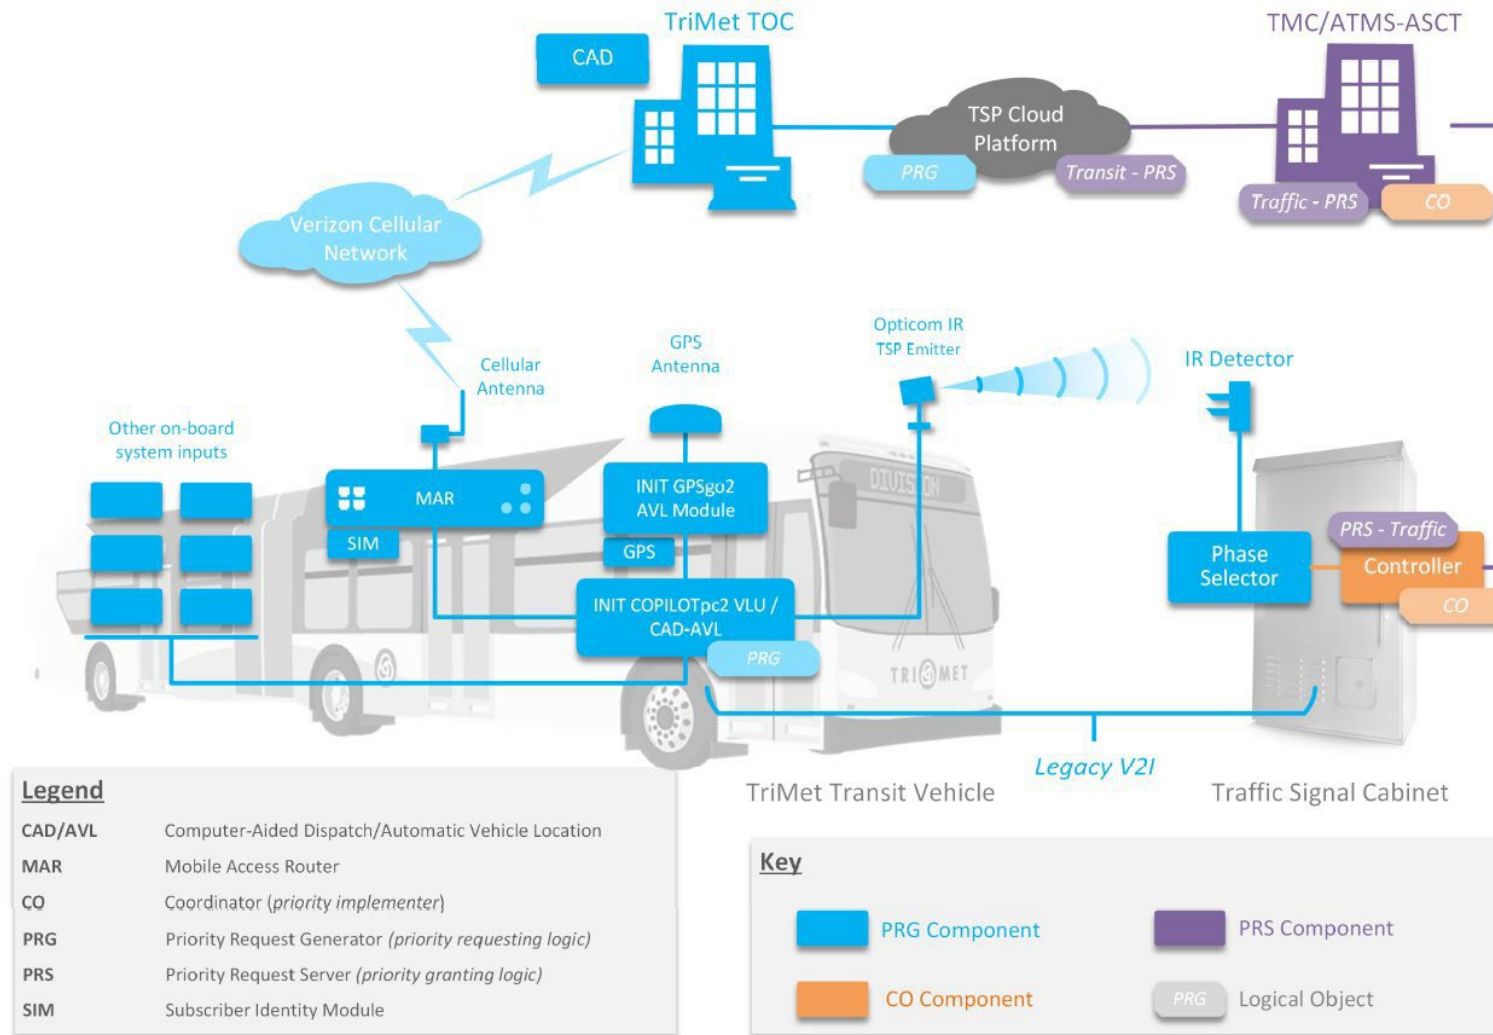 TriMet TOC
TMC/ATMS-ASCT
CAD
TSP Cloud
Platform
PRG
Transit - PRS
Traffic - PRS
CO
Verizon Cellular
Network
Cellular
Antenna
GPS
Antenna
Opticom IR
TSP Emitter
IR Detector
Other on-board
system inputs
MAR
SIM
INIT GPSgo2
AVL Module
GPS
DIVISION
INIT COPILOTpc2 VLU /
CAD-AVL
PRG
TRIMET
Phase
Selector
PRS - Traffic
Controller
CO
Legacy V2I
TriMet Transit Vehicle
Traffic Signal Cabinet
Legend
CAD/AVL Computer-Aided Dispatch/Automatic Vehicle Location
MAR Mobile Access Router
CO Coordinator (priority implementer)
PRG Priority Request Generator (priority requesting logic)
PRS Priority Request Server (priority granting logic)
SIM Subscriber Identity Module
Key
PRG Component
PRS Component
CO Component
PRG Logical Object